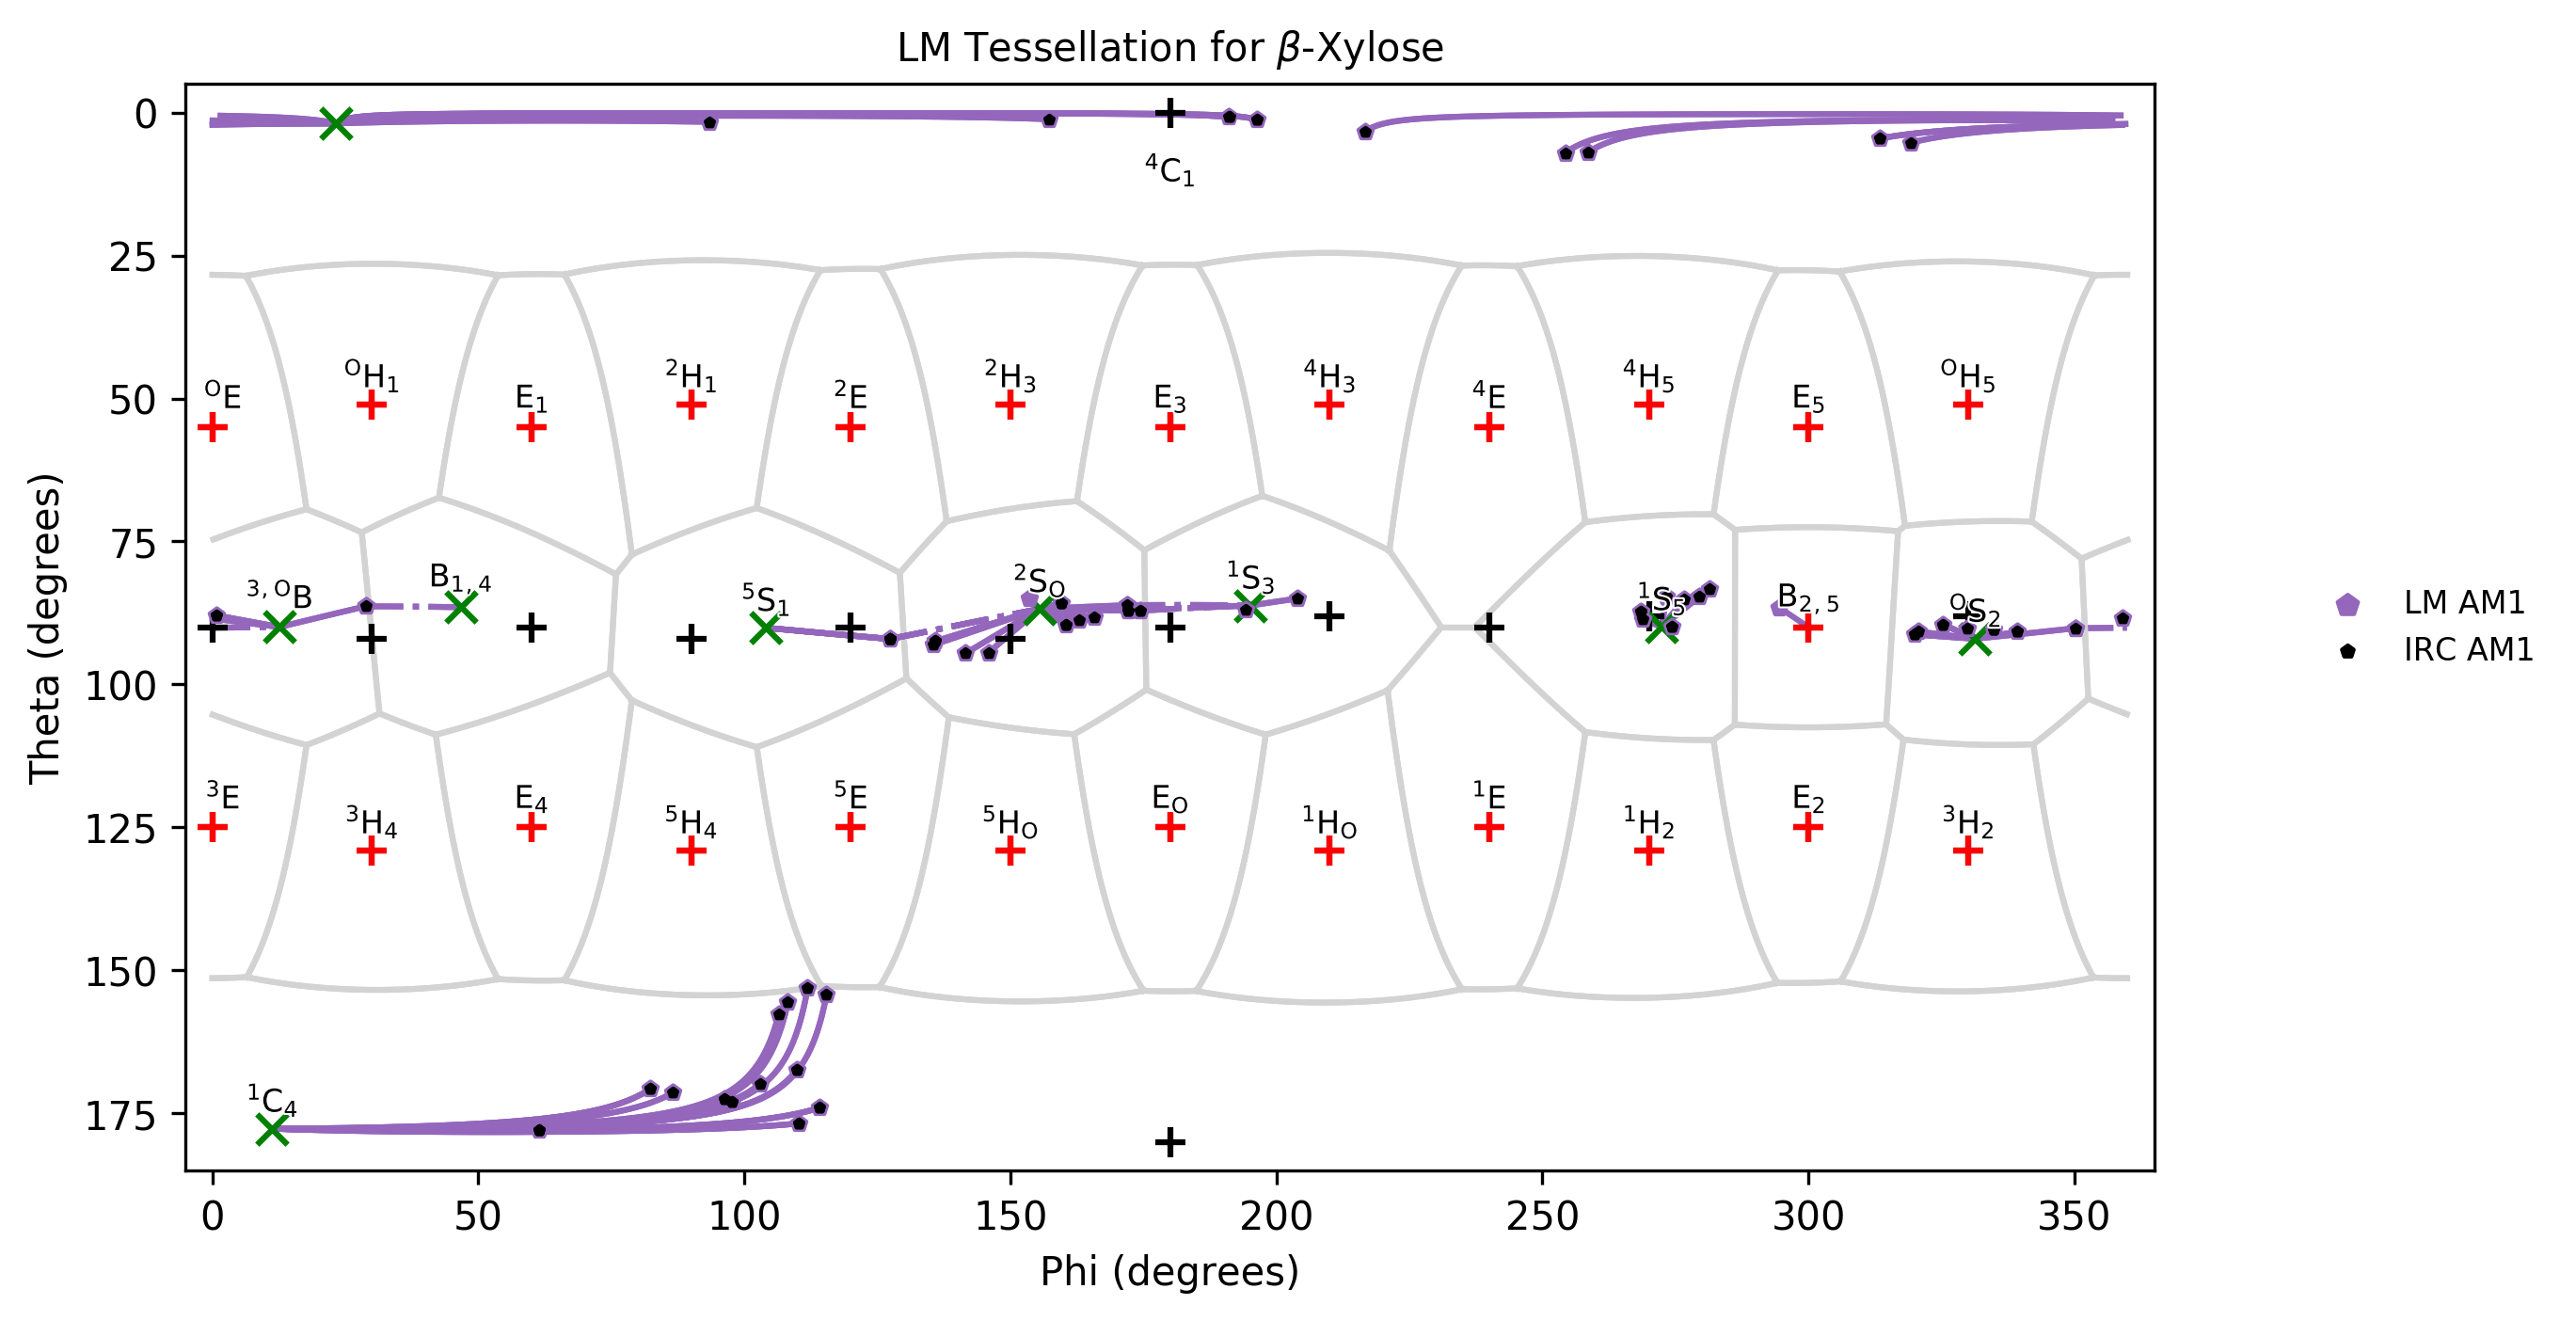 LM Tessellation for β-Xylose
Theta (degrees)
0
25
50
75
100
125
150
175
⁴C₁
ᴼE
ᴼH₁
E₁
²H₁
²E
²H₃
E₃
⁴H₃
⁴E
⁴H₅
E₅
ᴼH₅
³,ᴼB
B₁,₄
⁵S₁
²Sₒ
¹S₃
¹S₅
B₂,₅
ᴼS₂
³E
³H₄
E₄
⁵H₄
⁵E
⁵Hₒ
Eₒ
¹Hₒ
¹E
¹H₂
E₂
³H₂
¹C₄
0 50 100 150 200 250 300 350
Phi (degrees)
LM AM1
IRC AM1